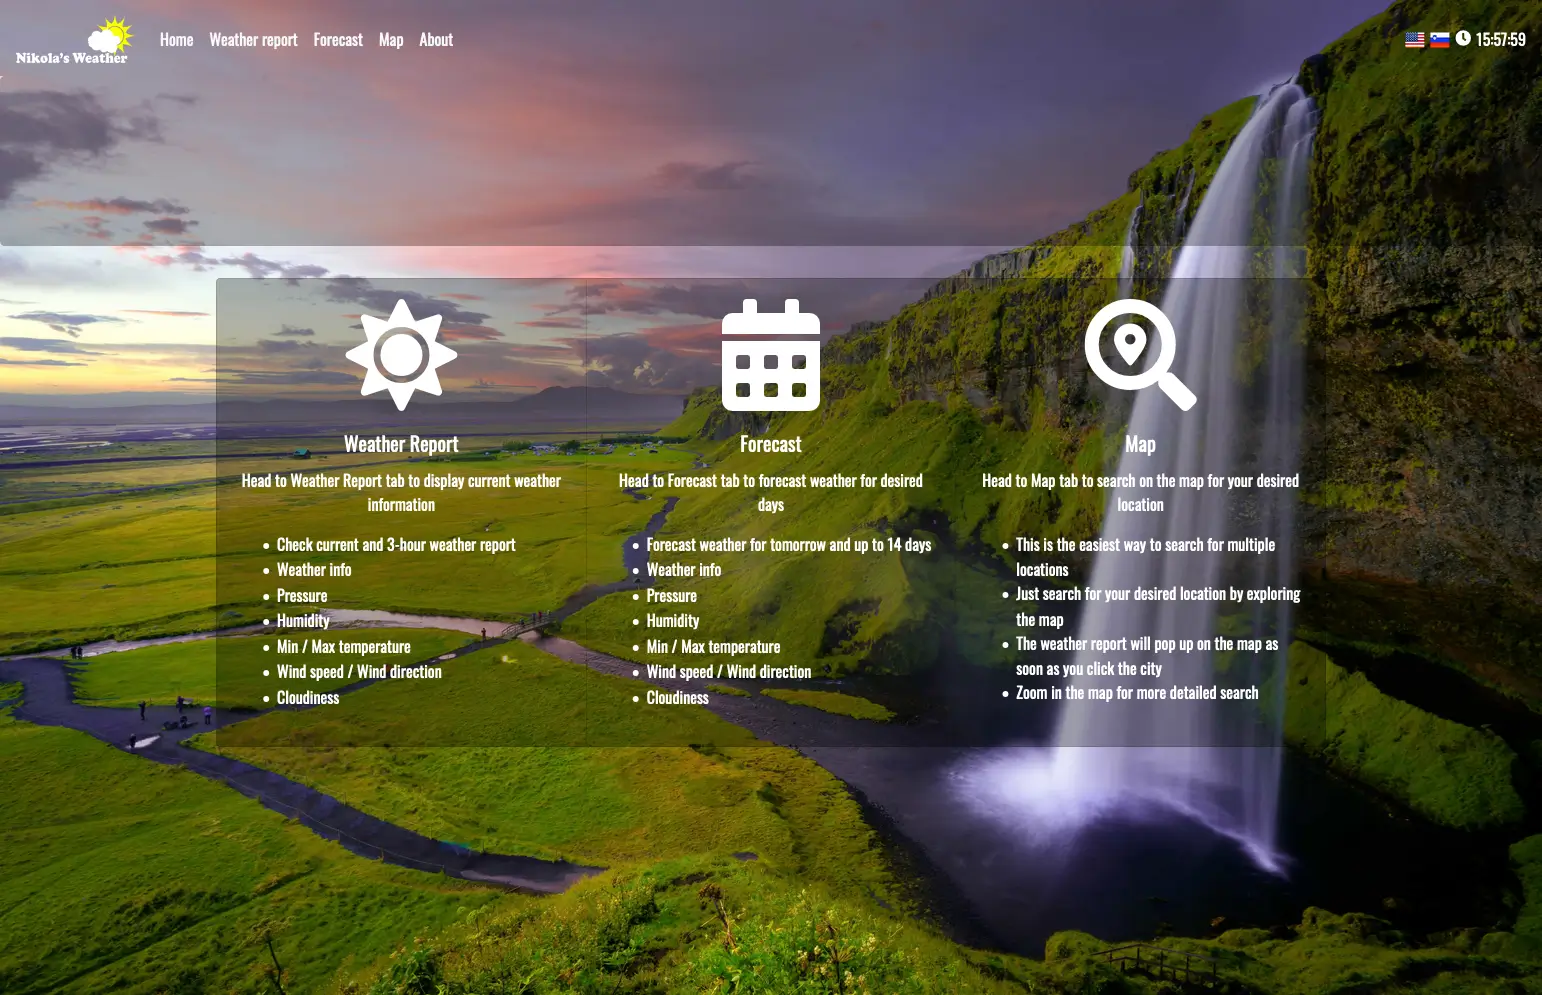 Nikola's Weather
Home Weather report Forecast Map About
15:57:59
Weather Report
Head to Weather Report tab to display current weather
information
Check current and 3-hour weather report
Weather info
Pressure
Humidity
Min / Max temperature
Wind speed / Wind direction
Cloudiness
Forecast
Head to Forecast tab to forecast weather for desired
days
Forecast weather for tomorrow and up to 14 days
Weather info
Pressure
Humidity
Min / Max temperature
Wind speed / Wind direction
Cloudiness
Map
Head to Map tab to search on the map for your desired
location
This is the easiest way to search for multiple
locations
Just search for your desired location by exploring
the map
The weather report will pop up on the map as
soon as you click the city
Zoom in the map for more detailed search